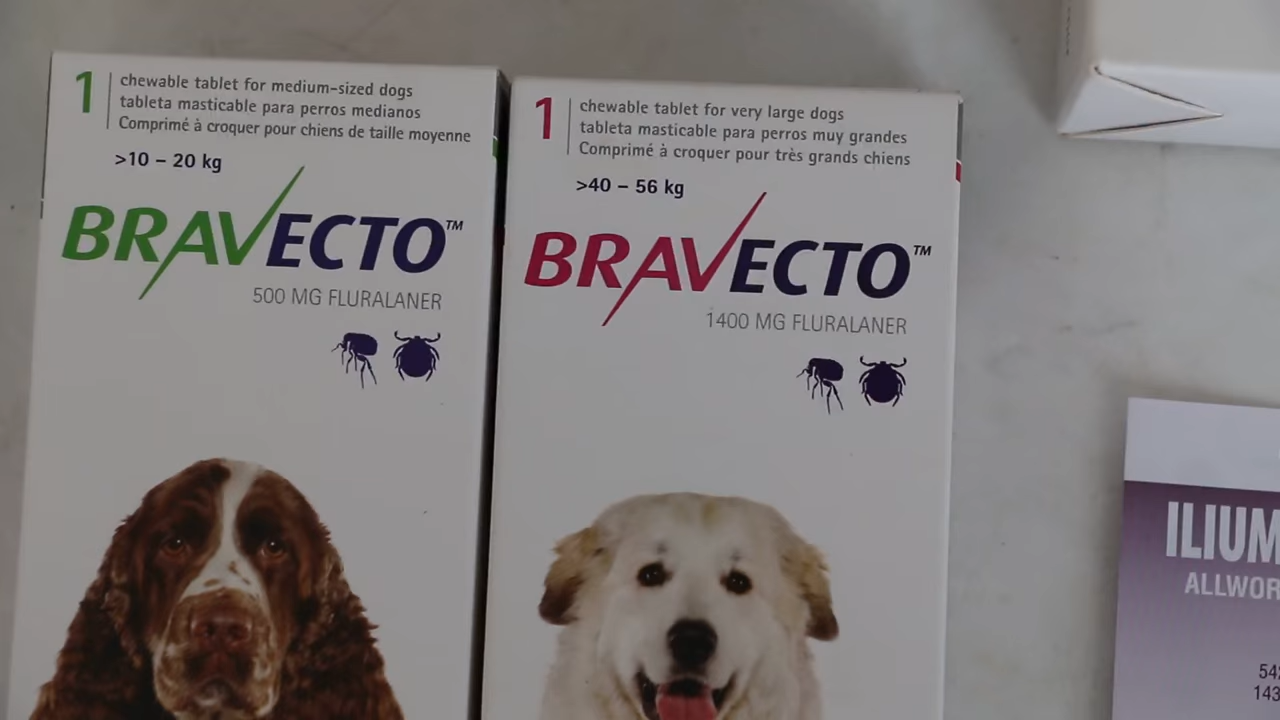 1
chewable tablet for medium-sized dogs
tableta masticable para perros medianos
Comprimé à croquer pour chiens de taille moyenne
>10 – 20 kg
BRAVECTO™
500 MG FLURALANER
1
chewable tablet for very large dogs
tableta masticable para perros muy grandes
Comprimé à croquer pour très grands chiens
>40 – 56 kg
BRAVECTO™
1400 MG FLURALANER
ILIUM
ALLWOR
542
143